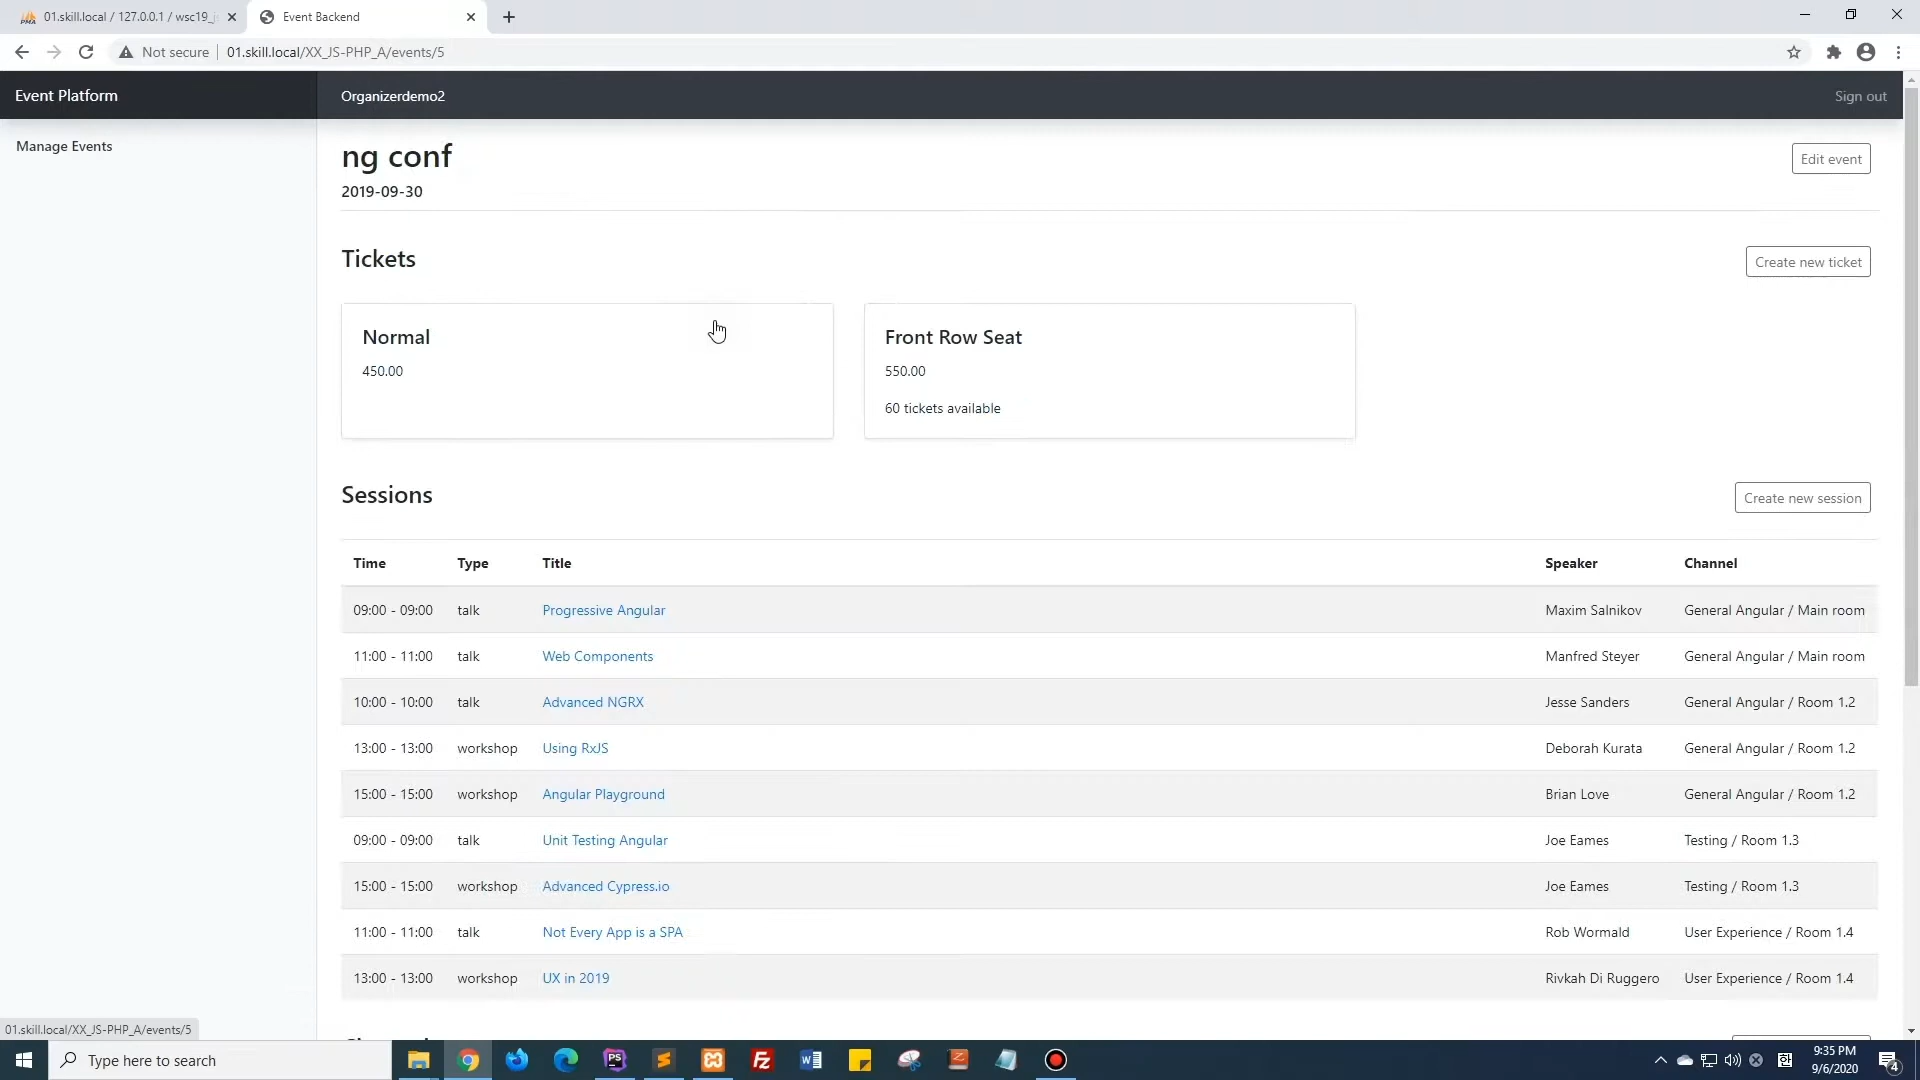 01.skill.local / 127.0.0.1 / wsc19_j
Event Backend
Not secure
01.skill.local/XX_JS-PHP_A/events/5
Event Platform
Organizerdemo2
Sign out
Manage Events
ng conf
Edit event
2019-09-30
Tickets
Create new ticket
Normal
450.00
Front Row Seat
550.00
60 tickets available
Sessions
Create new session
Time Type Title Speaker Channel
09:00 - 09:00 talk Progressive Angular Maxim Salnikov General Angular / Main room
11:00 - 11:00 talk Web Components Manfred Steyer General Angular / Main room
10:00 - 10:00 talk Advanced NGRX Jesse Sanders General Angular / Room 1.2
13:00 - 13:00 workshop Using RxJS Deborah Kurata General Angular / Room 1.2
15:00 - 15:00 workshop Angular Playground Brian Love General Angular / Room 1.2
09:00 - 09:00 talk Unit Testing Angular Joe Eames Testing / Room 1.3
15:00 - 15:00 workshop Advanced Cypress.io Joe Eames Testing / Room 1.3
11:00 - 11:00 talk Not Every App is a SPA Rob Wormald User Experience / Room 1.4
13:00 - 13:00 workshop UX in 2019 Rivkah Di Ruggero User Experience / Room 1.4
01.skill.local/XX_JS-PHP_A/events/5
Type here to search
9:35 PM
9/6/2020
4